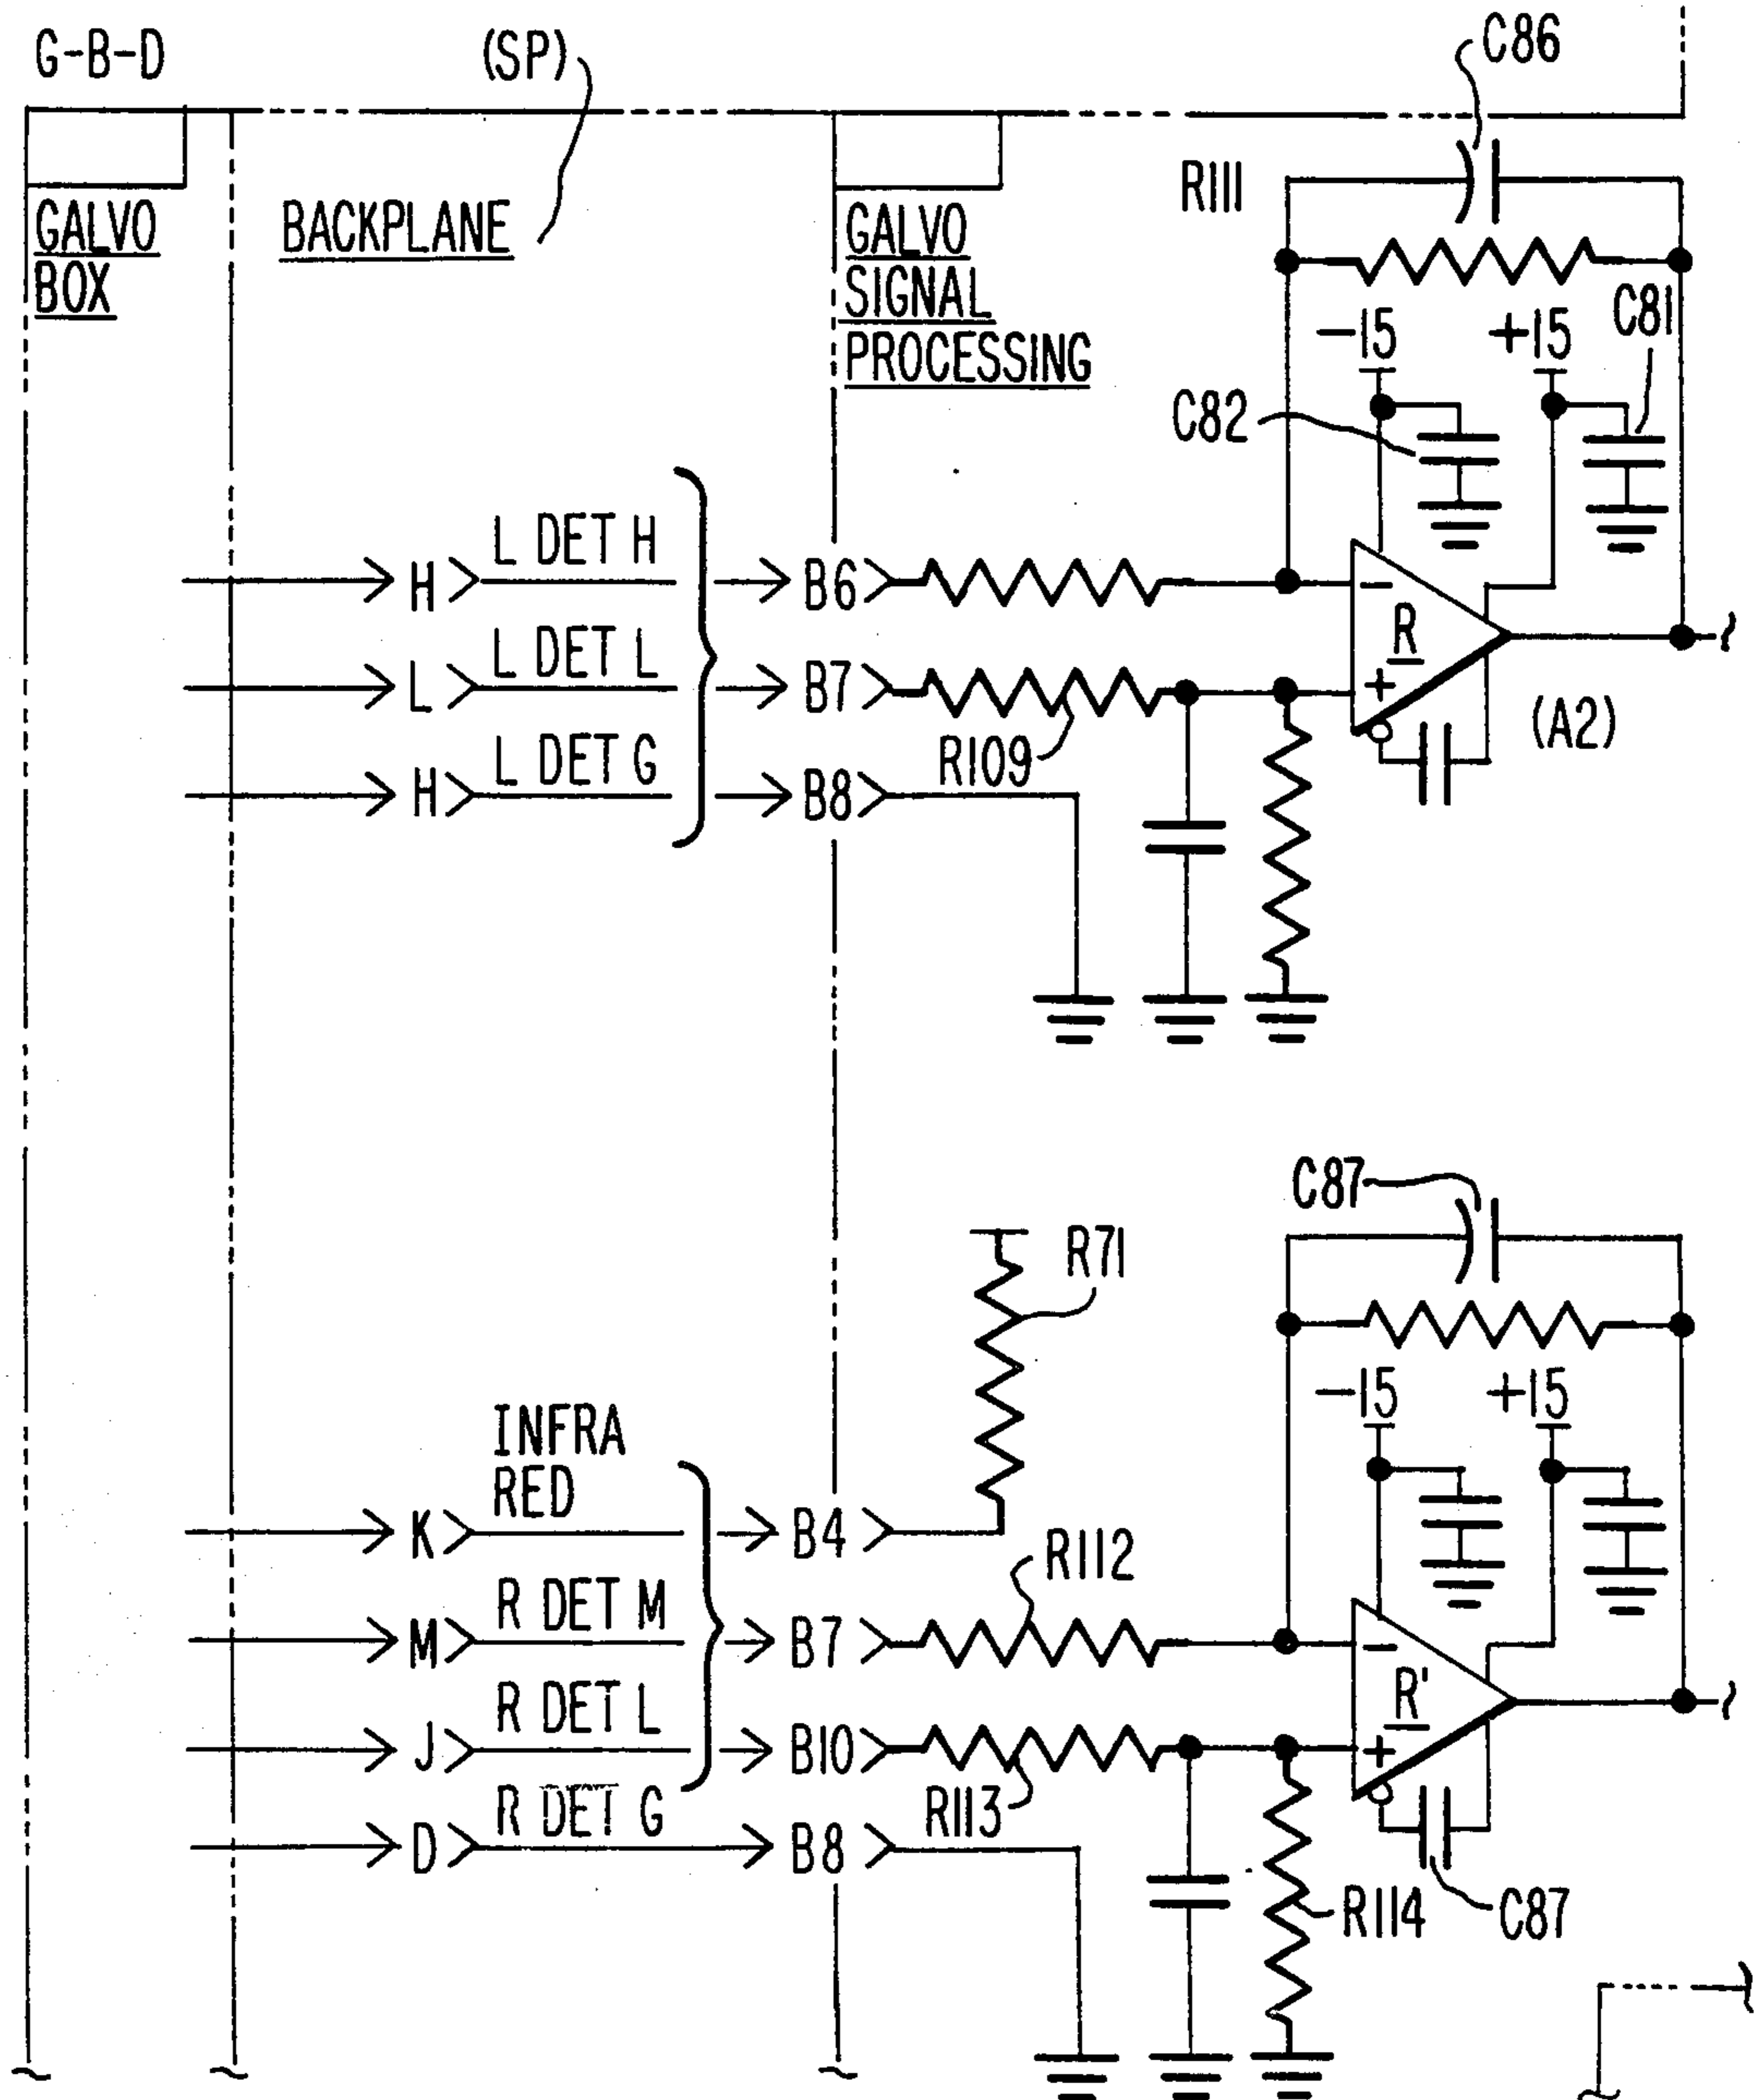 G-B-D
(SP)
C86
GALVO
BOX
BACKPLANE
GALVO
SIGNAL
PROCESSING
R111
-15
+15
C81
C82
H
L DET H
B6
-
R
L
L DET L
B7
+
R109
(A2)
H
L DET G
B8
C87
R71
-15
+15
INFRA
RED
K
B4
R112
M
R DET M
B7
-
R'
J
R DET L
B10
+
R113
D
R DET G
B8
R114
C87